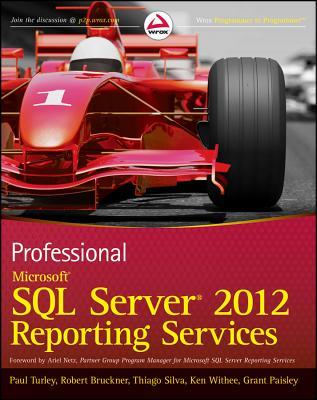 Join the discussion @ p2p.wrox.com
wrox
Wrox Programmer to Programmer™
1
Professional
Microsoft®
SQL Server® 2012
Reporting Services
Foreword by Ariel Netz, Partner Group Program Manager for Microsoft SQL Server Reporting Services
Paul Turley, Robert Bruckner, Thiago Silva, Ken Withee, Grant Paisley